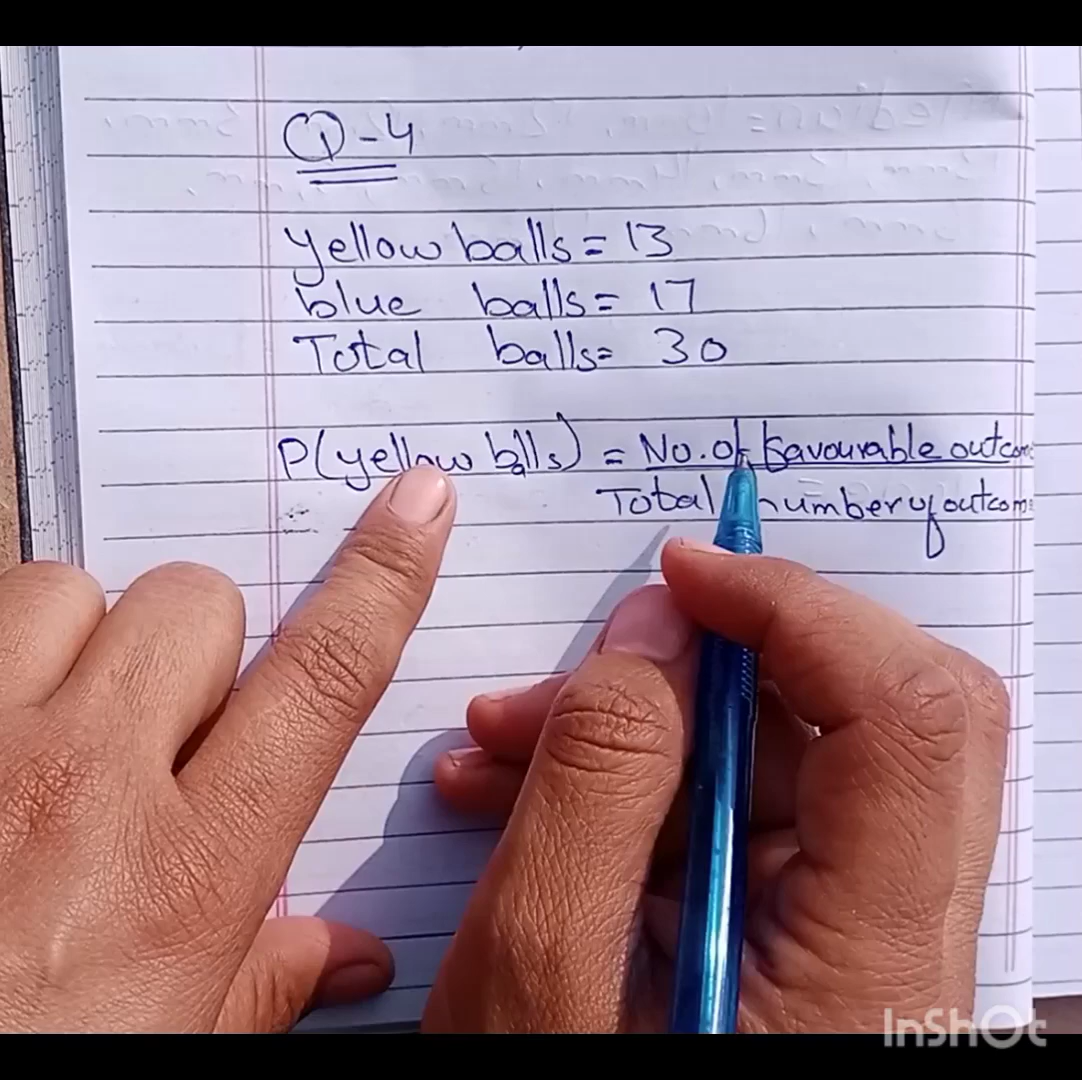 Q-4
yellow balls = 13
blue balls = 17
Total balls = 30
P(yellow balls) = No. of favourable outcome
Total number of outcome
InShOt